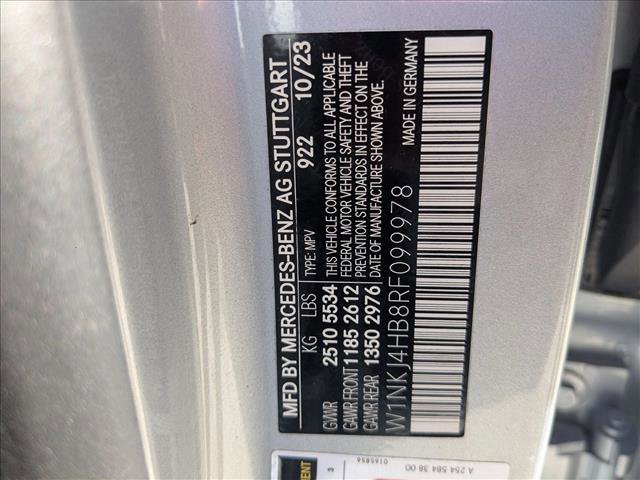 MFD BY MERCEDES-BENZ AG STUTTGART
KG LBS TYPE: MPV 922 10/23
GVWR 2510 5534 THIS VEHICLE CONFORMS TO ALL APPLICABLE
GAWR FRONT 1185 2612 FEDERAL MOTOR VEHICLE SAFETY AND THEFT
GAWR REAR 1350 2976 PREVENTION STANDARDS IN EFFECT ON THE
DATE OF MANUFACTURE SHOWN ABOVE.
MADE IN GERMANY
W1NKJ4HB8RF099978
3
01658956
A 254 584 38 00